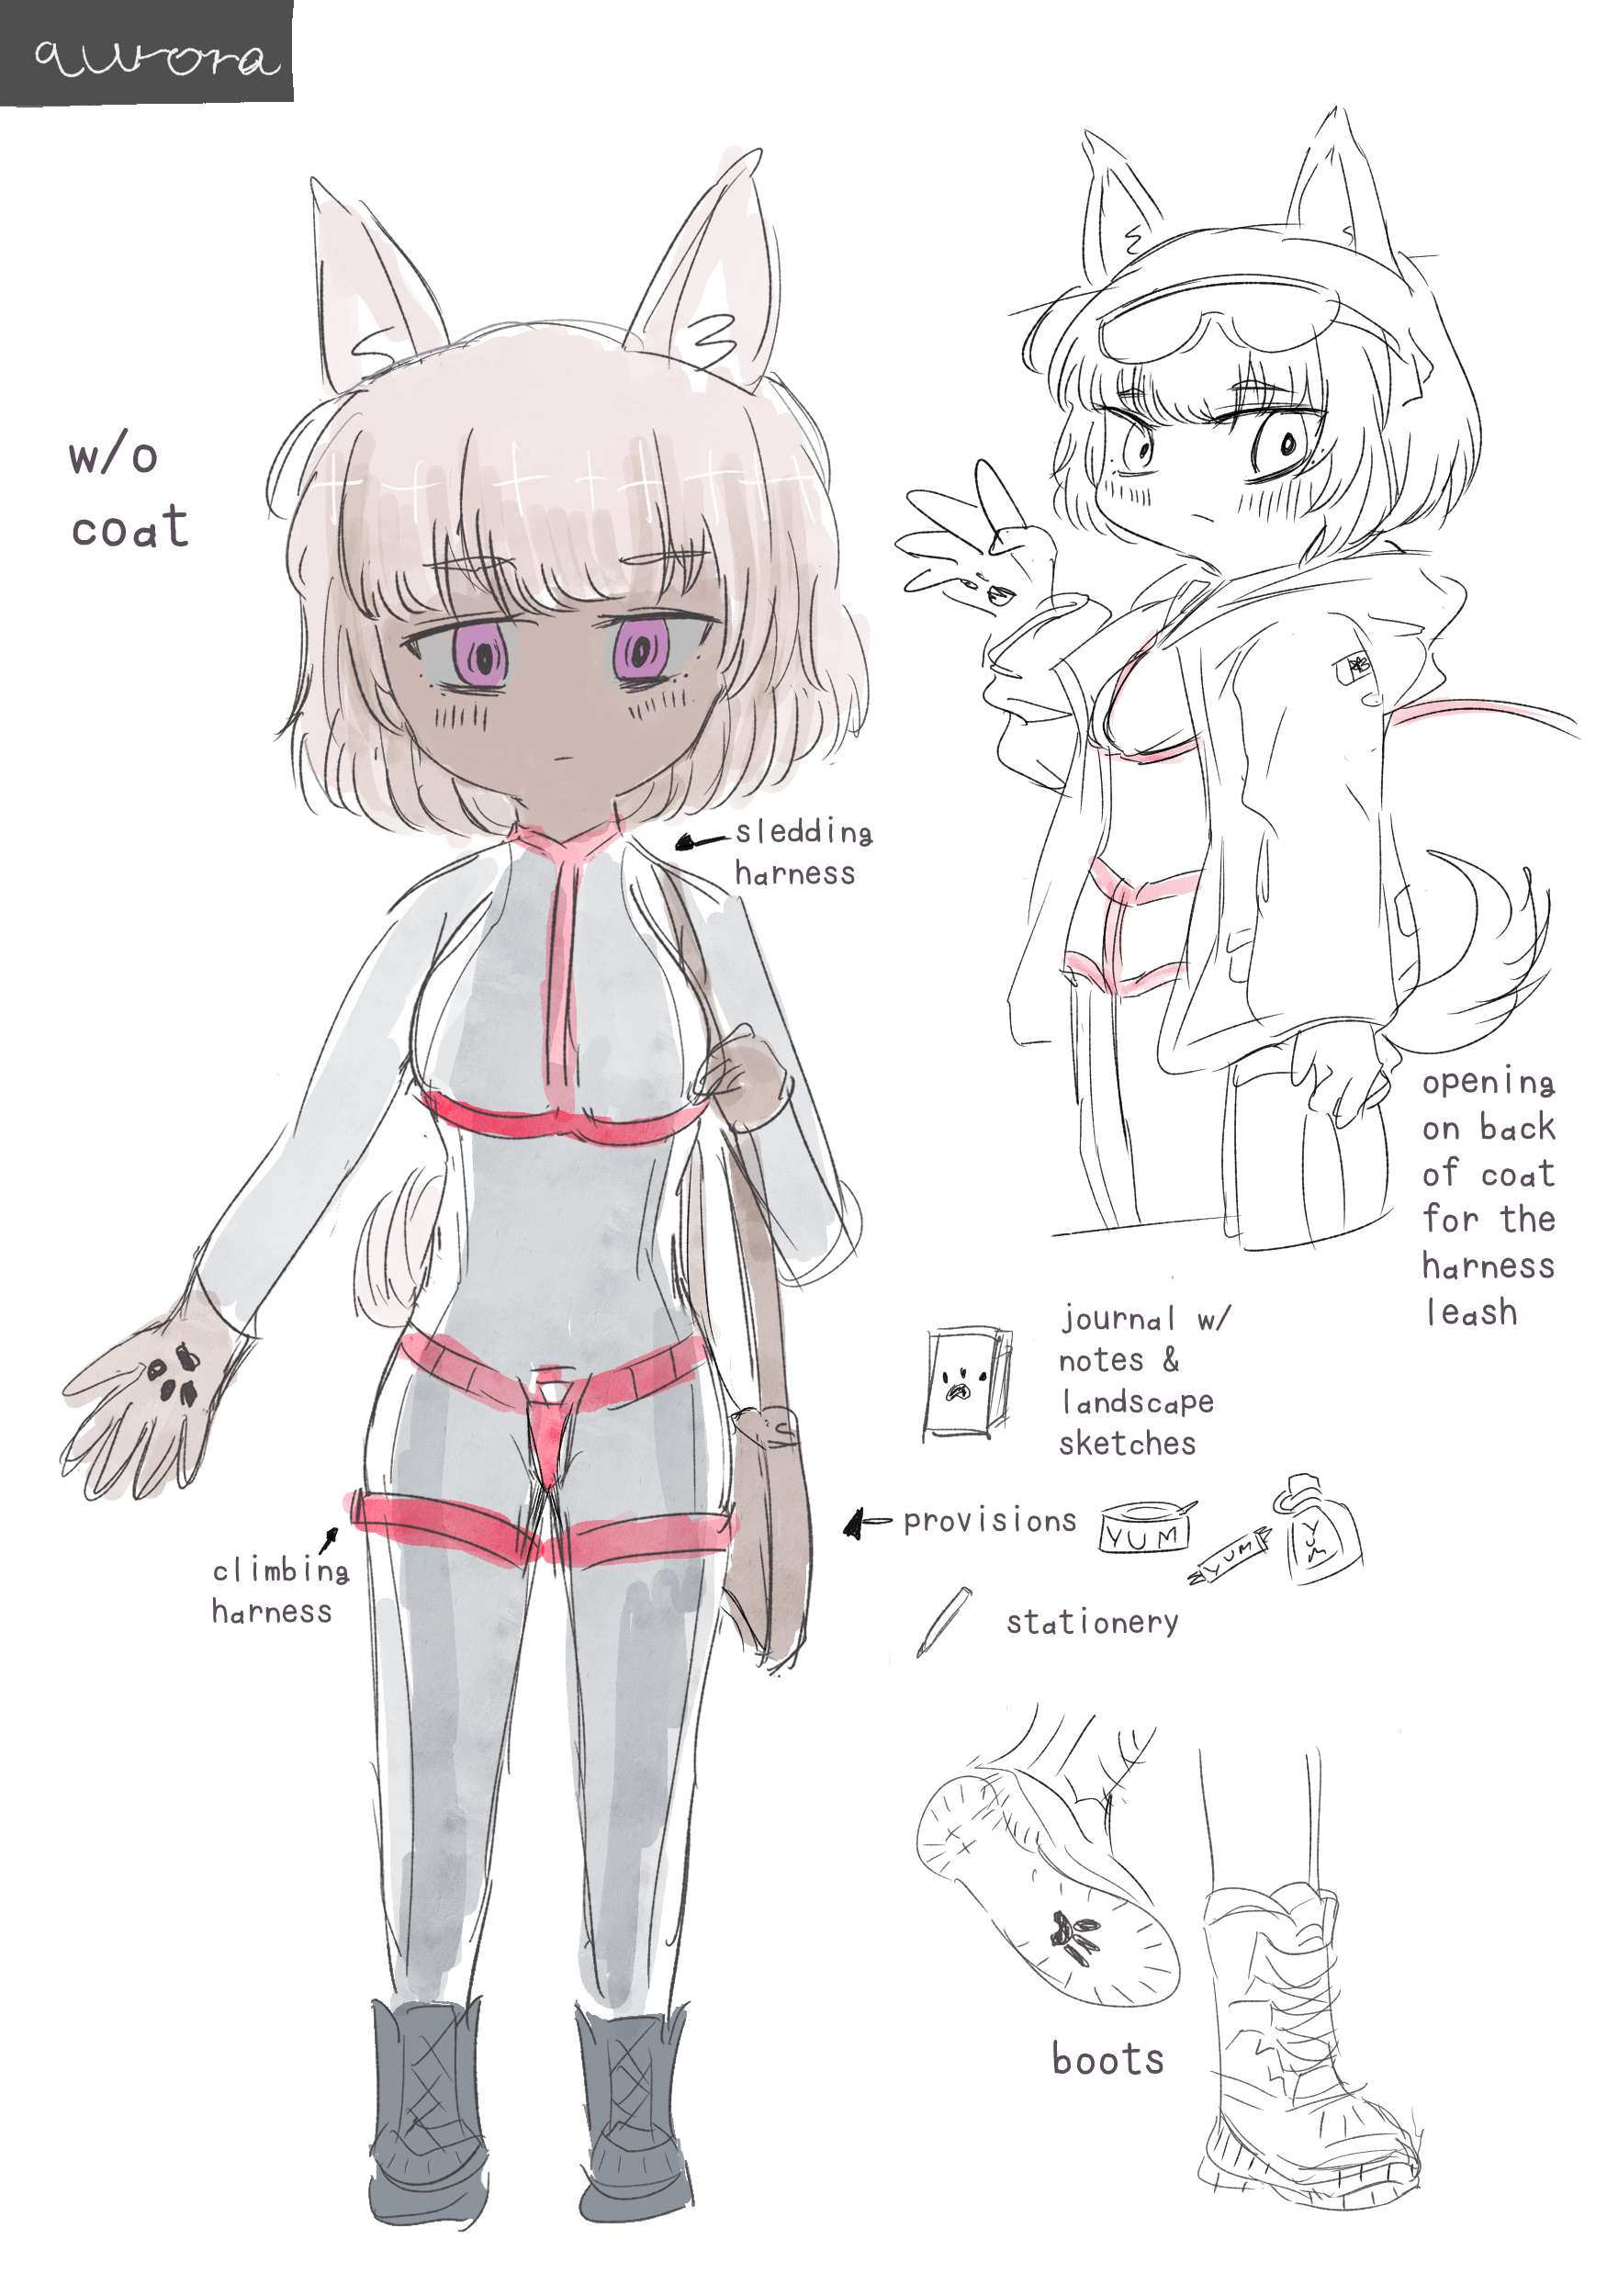 aurora
w/o
coat
sledding
harness
opening
on back
of coat
for the
harness
leash
journal w/
notes &
landscape
sketches
provisions
YUM
YUM
YUM
climbing
harness
stationery
boots